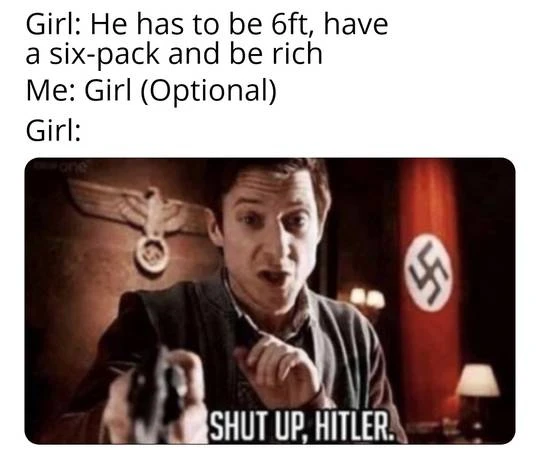 Girl: He has to be 6ft, have
a six-pack and be rich
Me: Girl (Optional)
Girl:
one
SHUT UP, HITLER.